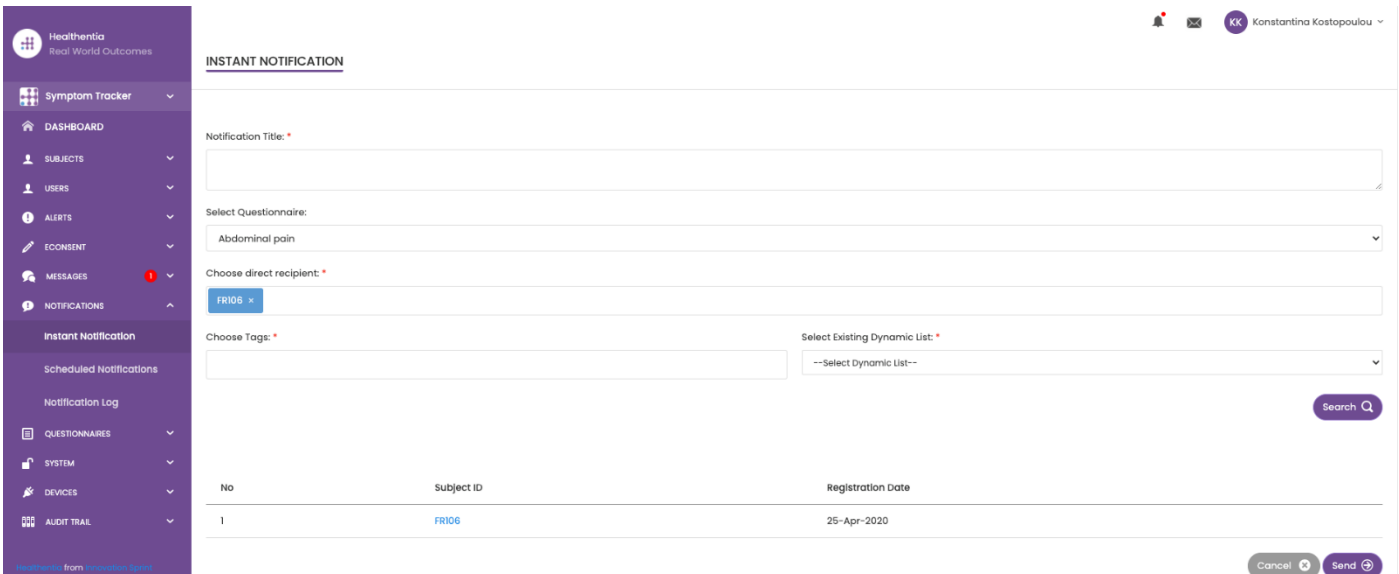 Healthentia
Real World Outcomes
KK Konstantina Kostopoulou
INSTANT NOTIFICATION
Symptom Tracker
DASHBOARD
SUBJECTS
USERS
ALERTS
ECONSENT
MESSAGES 1
NOTIFICATIONS
Instant Notification
Scheduled Notifications
Notification Log
QUESTIONNAIRES
SYSTEM
DEVICES
AUDIT TRAIL
Healthentia from Innovation Sprint
Notification Title: *
Select Questionnaire:
Abdominal pain
Choose direct recipient: *
FR106 ×
Choose Tags: *
Select Existing Dynamic List: *
--Select Dynamic List--
Search
No Subject ID Registration Date
1 FR106 25-Apr-2020
Cancel Send